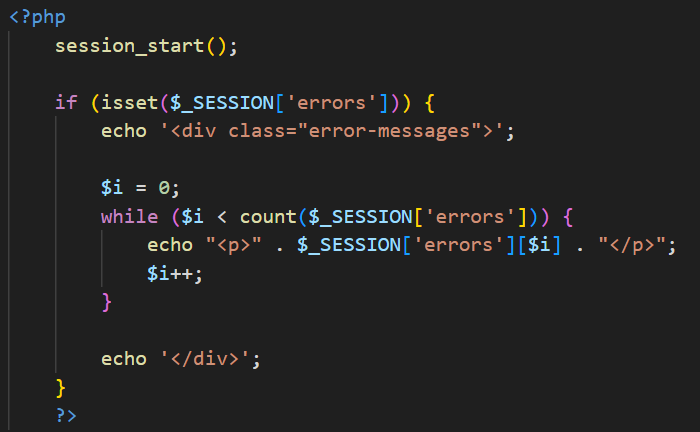 <?php
    session_start();

    if (isset($_SESSION['errors'])) {
        echo '<div class="error-messages">';

        $i = 0;
        while ($i < count($_SESSION['errors'])) {
            echo "<p>" . $_SESSION['errors'][$i] . "</p>";
            $i++;
        }

        echo '</div>';
    }
    ?>